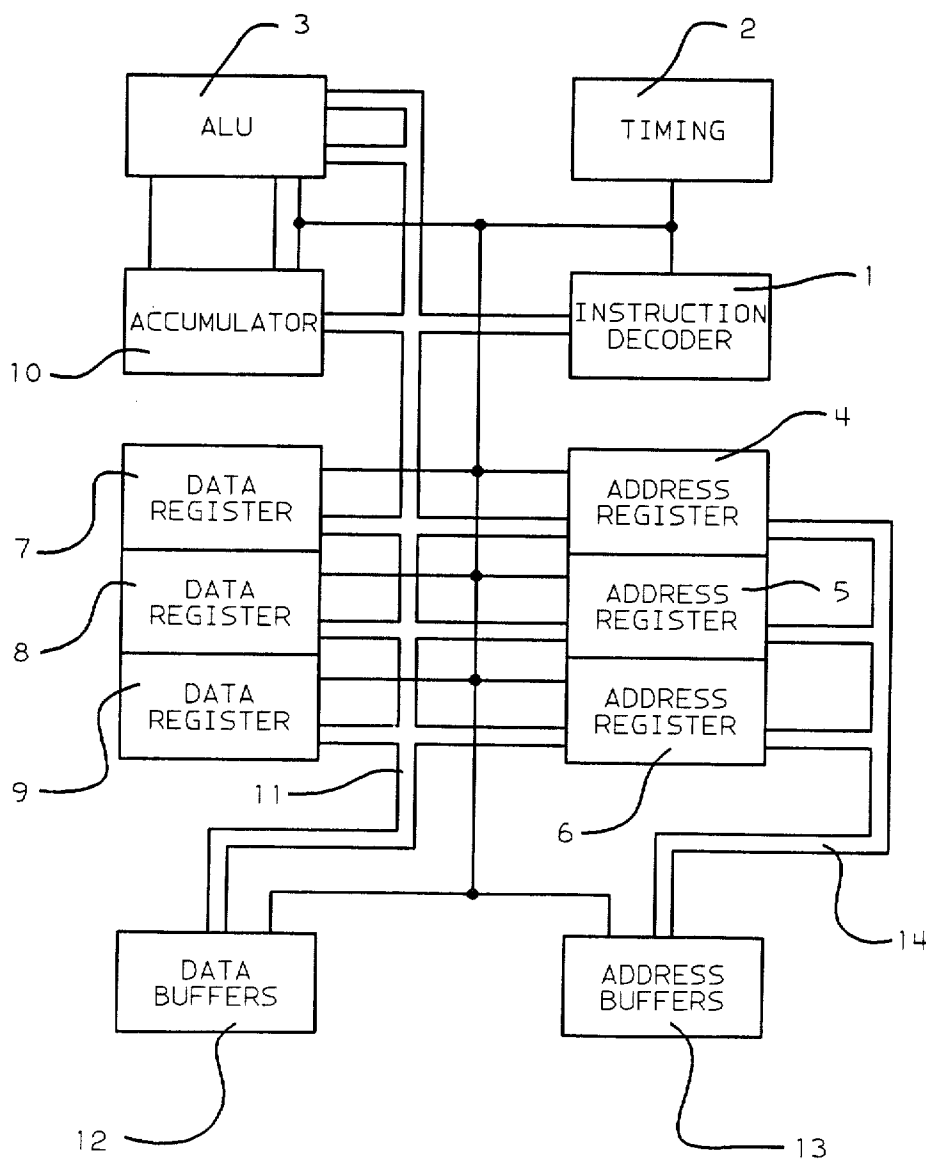 3
2
ALU
TIMING
1
ACCUMULATOR
INSTRUCTION
DECODER
10
4
DATA
REGISTER
ADDRESS
REGISTER
7
DATA
REGISTER
ADDRESS
REGISTER
5
8
DATA
REGISTER
ADDRESS
REGISTER
9
11
6
14
DATA
BUFFERS
ADDRESS
BUFFERS
12
13